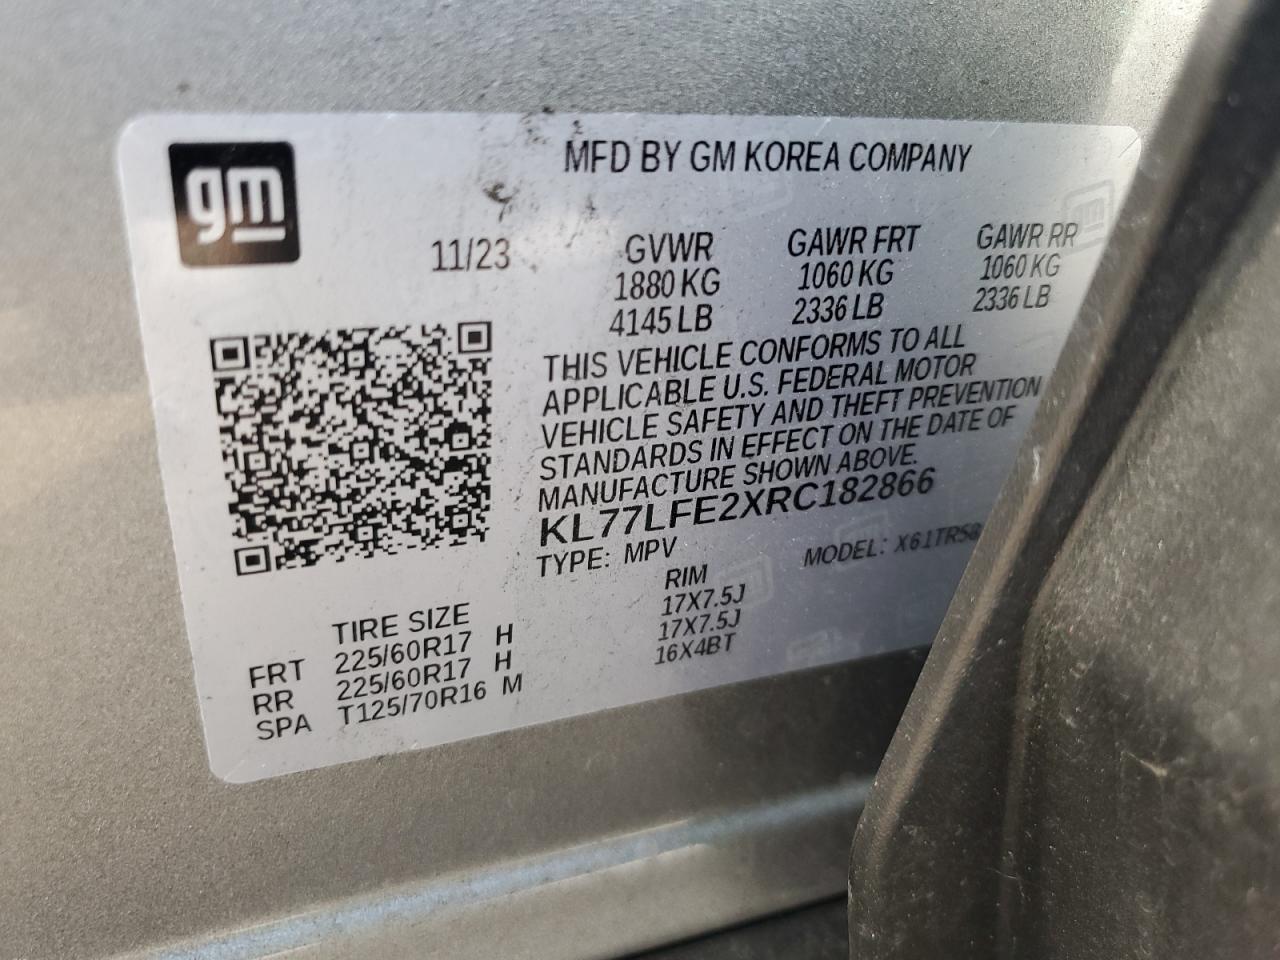 gm
MFD BY GM KOREA COMPANY
11/23
GVWR GAWR FRT GAWR RR
1880 KG 1060 KG 1060 KG
4145 LB 2336 LB 2336 LB
THIS VEHICLE CONFORMS TO ALL
APPLICABLE U.S. FEDERAL MOTOR
VEHICLE SAFETY AND THEFT PREVENTION
STANDARDS IN EFFECT ON THE DATE OF
MANUFACTURE SHOWN ABOVE.
KL77LFE2XRC182866
TYPE: MPV MODEL:
TIRE SIZE RIM
FRT 225/60R17 H 17X7.5J
RR 225/60R17 H 17X7.5J
SPA T125/70R16 M 16X4BT